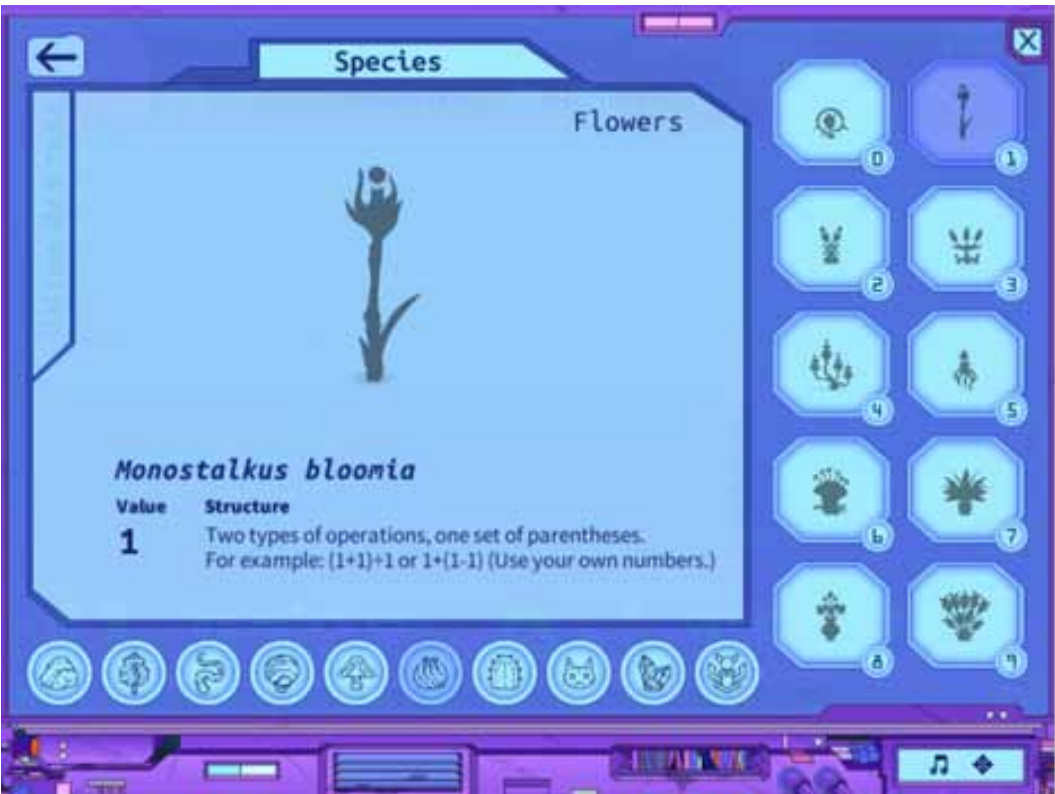 Species
Flowers
Monostalkus bloomia
Value Structure
1 Two types of operations, one set of parentheses.
For example: (1+1)÷1 or 1+(1-1) (Use your own numbers.)
0
1
2
3
4
5
6
7
8
9